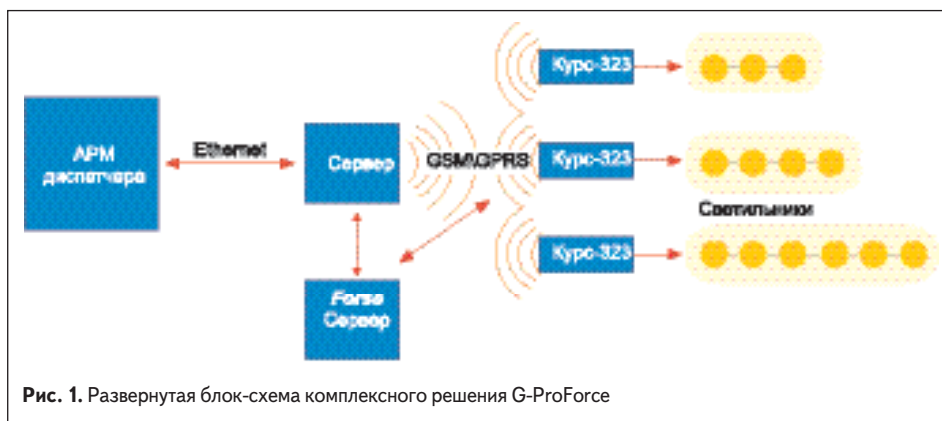 АРМ
диспетчера
Ethernet
Сервер
GSM\GPRS
Forse
Сервер
Курс-323
Курс-323
Курс-323
Светильники
Рис. 1. Развернутая блок-схема комплексного решения G-ProForce